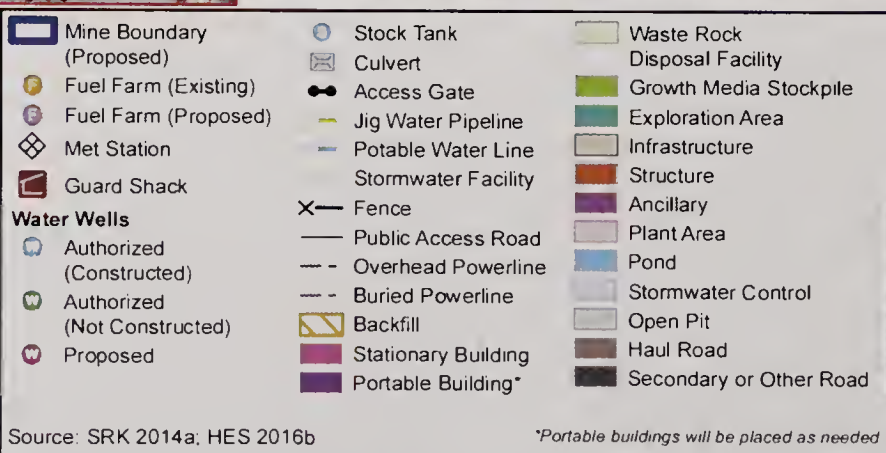 Mine Boundary
(Proposed)
F Fuel Farm (Existing)
F Fuel Farm (Proposed)
Met Station
Guard Shack
Water Wells
W Authorized
(Constructed)
W Authorized
(Not Constructed)
W Proposed
Stock Tank
Culvert
Access Gate
Jig Water Pipeline
Potable Water Line
Stormwater Facility
Fence
Public Access Road
Overhead Powerline
Buried Powerline
Backfill
Stationary Building
Portable Building*
Waste Rock
Disposal Facility
Growth Media Stockpile
Exploration Area
Infrastructure
Structure
Ancillary
Plant Area
Pond
Stormwater Control
Open Pit
Haul Road
Secondary or Other Road
Source: SRK 2014a; HES 2016b
*Portable buildings will be placed as needed